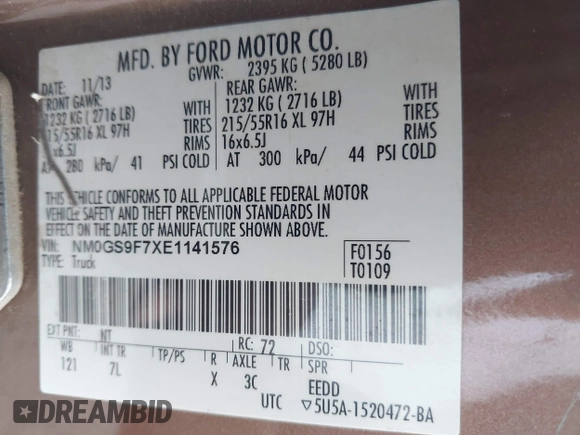 MFD. BY FORD MOTOR CO.
DATE: 11/13
GVWR: 2395 KG ( 5280 LB)
FRONT GAWR: REAR GAWR:
1232 KG ( 2716 LB) WITH 1232 KG ( 2716 LB) WITH
215/55R16 XL 97H TIRES 215/55R16 XL 97H TIRES
16x6.5J RIMS 16x6.5J RIMS
AT 280 kPa/ 41 PSI COLD AT 300 kPa/ 44 PSI COLD
THIS VEHICLE CONFORMS TO ALL APPLICABLE FEDERAL MOTOR
VEHICLE SAFETY AND THEFT PREVENTION STANDARDS IN
EFFECT ON THE DATE OF MANUFACTURE SHOWN ABOVE.
VIN: NM0GS9F7XE1141576 F0156
TYPE: Truck T0109
EXT PNT: NT RC: 72 DSO:
WB INT TR TP/PS R AXLE TR SPR
121 7L X 3C EEDD
UTC ▽5U5A-1520472-BA
RIDEMBID